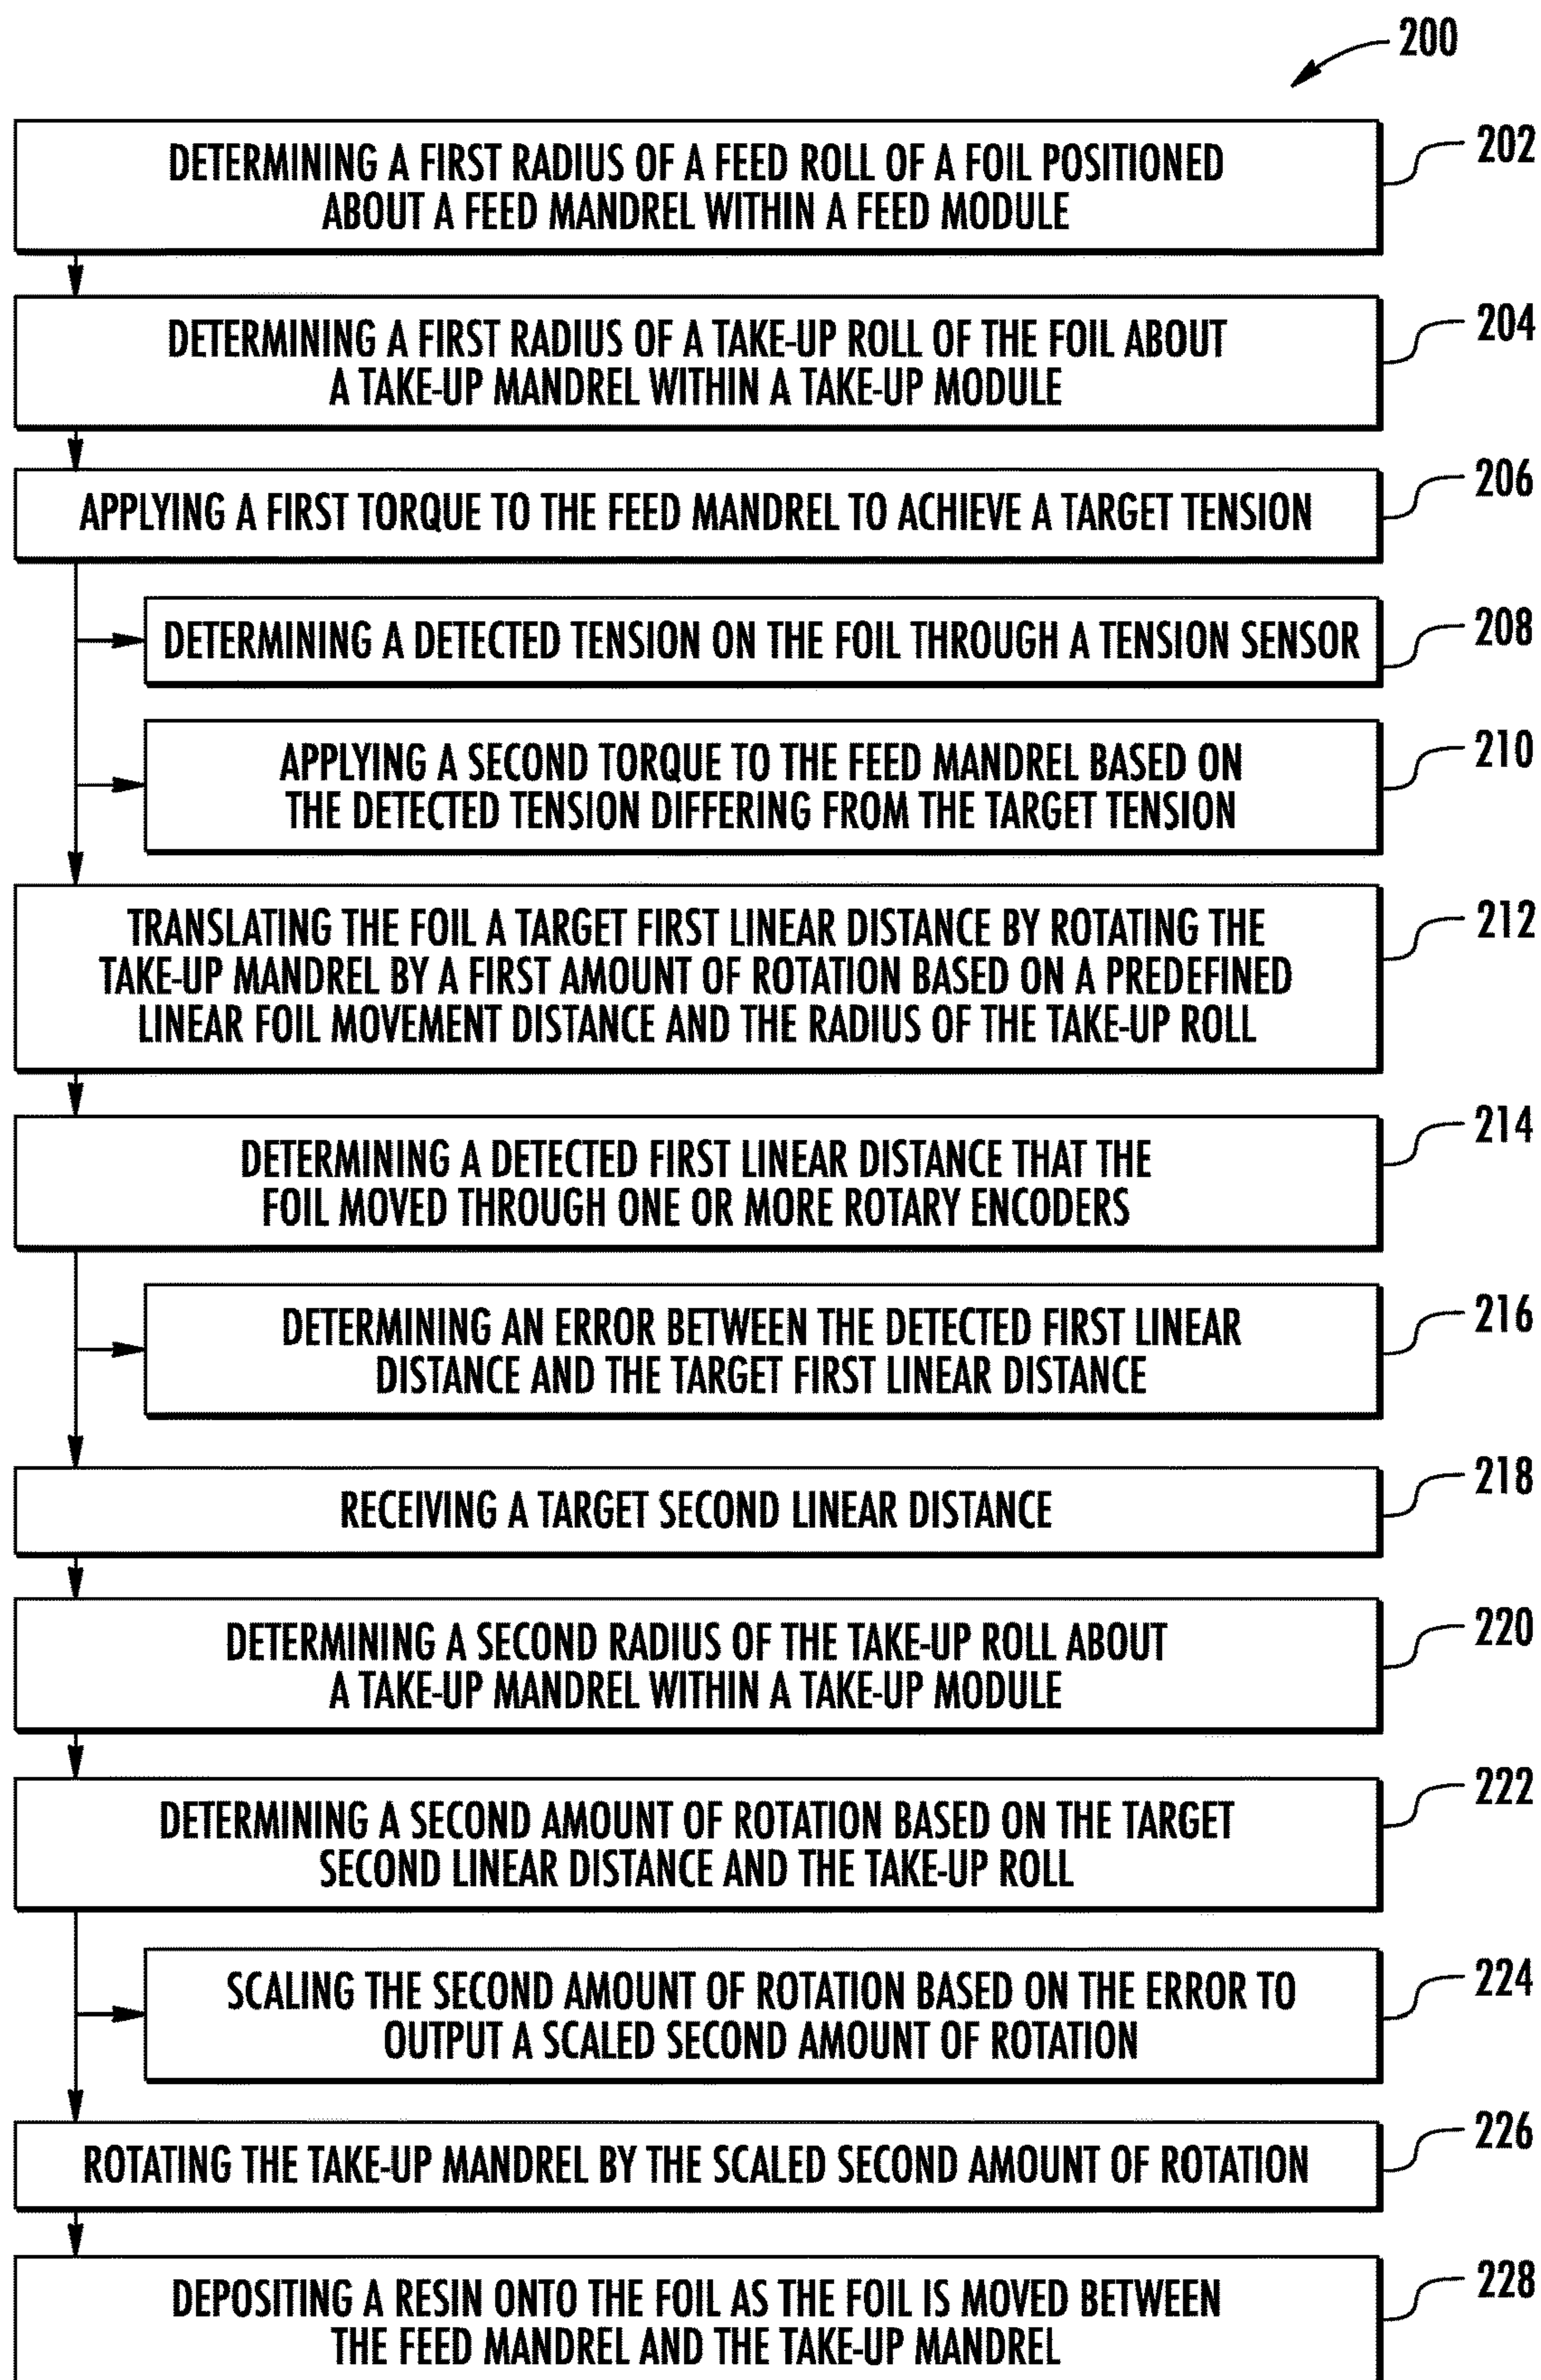 200
DETERMINING A FIRST RADIUS OF A FEED ROLL OF A FOIL POSITIONED
ABOUT A FEED MANDREL WITHIN A FEED MODULE
202
DETERMINING A FIRST RADIUS OF A TAKE-UP ROLL OF THE FOIL ABOUT
A TAKE-UP MANDREL WITHIN A TAKE-UP MODULE
204
APPLYING A FIRST TORQUE TO THE FEED MANDREL TO ACHIEVE A TARGET TENSION
206
DETERMINING A DETECTED TENSION ON THE FOIL THROUGH A TENSION SENSOR
208
APPLYING A SECOND TORQUE TO THE FEED MANDREL BASED ON
THE DETECTED TENSION DIFFERING FROM THE TARGET TENSION
210
TRANSLATING THE FOIL A TARGET FIRST LINEAR DISTANCE BY ROTATING THE
TAKE-UP MANDREL BY A FIRST AMOUNT OF ROTATION BASED ON A PREDEFINED
LINEAR FOIL MOVEMENT DISTANCE AND THE RADIUS OF THE TAKE-UP ROLL
212
DETERMINING A DETECTED FIRST LINEAR DISTANCE THAT THE
FOIL MOVED THROUGH ONE OR MORE ROTARY ENCODERS
214
DETERMINING AN ERROR BETWEEN THE DETECTED FIRST LINEAR
DISTANCE AND THE TARGET FIRST LINEAR DISTANCE
216
RECEIVING A TARGET SECOND LINEAR DISTANCE
218
DETERMINING A SECOND RADIUS OF THE TAKE-UP ROLL ABOUT
A TAKE-UP MANDREL WITHIN A TAKE-UP MODULE
220
DETERMINING A SECOND AMOUNT OF ROTATION BASED ON THE TARGET
SECOND LINEAR DISTANCE AND THE TAKE-UP ROLL
222
SCALING THE SECOND AMOUNT OF ROTATION BASED ON THE ERROR TO
OUTPUT A SCALED SECOND AMOUNT OF ROTATION
224
ROTATING THE TAKE-UP MANDREL BY THE SCALED SECOND AMOUNT OF ROTATION
226
DEPOSITING A RESIN ONTO THE FOIL AS THE FOIL IS MOVED BETWEEN
THE FEED MANDREL AND THE TAKE-UP MANDREL
228